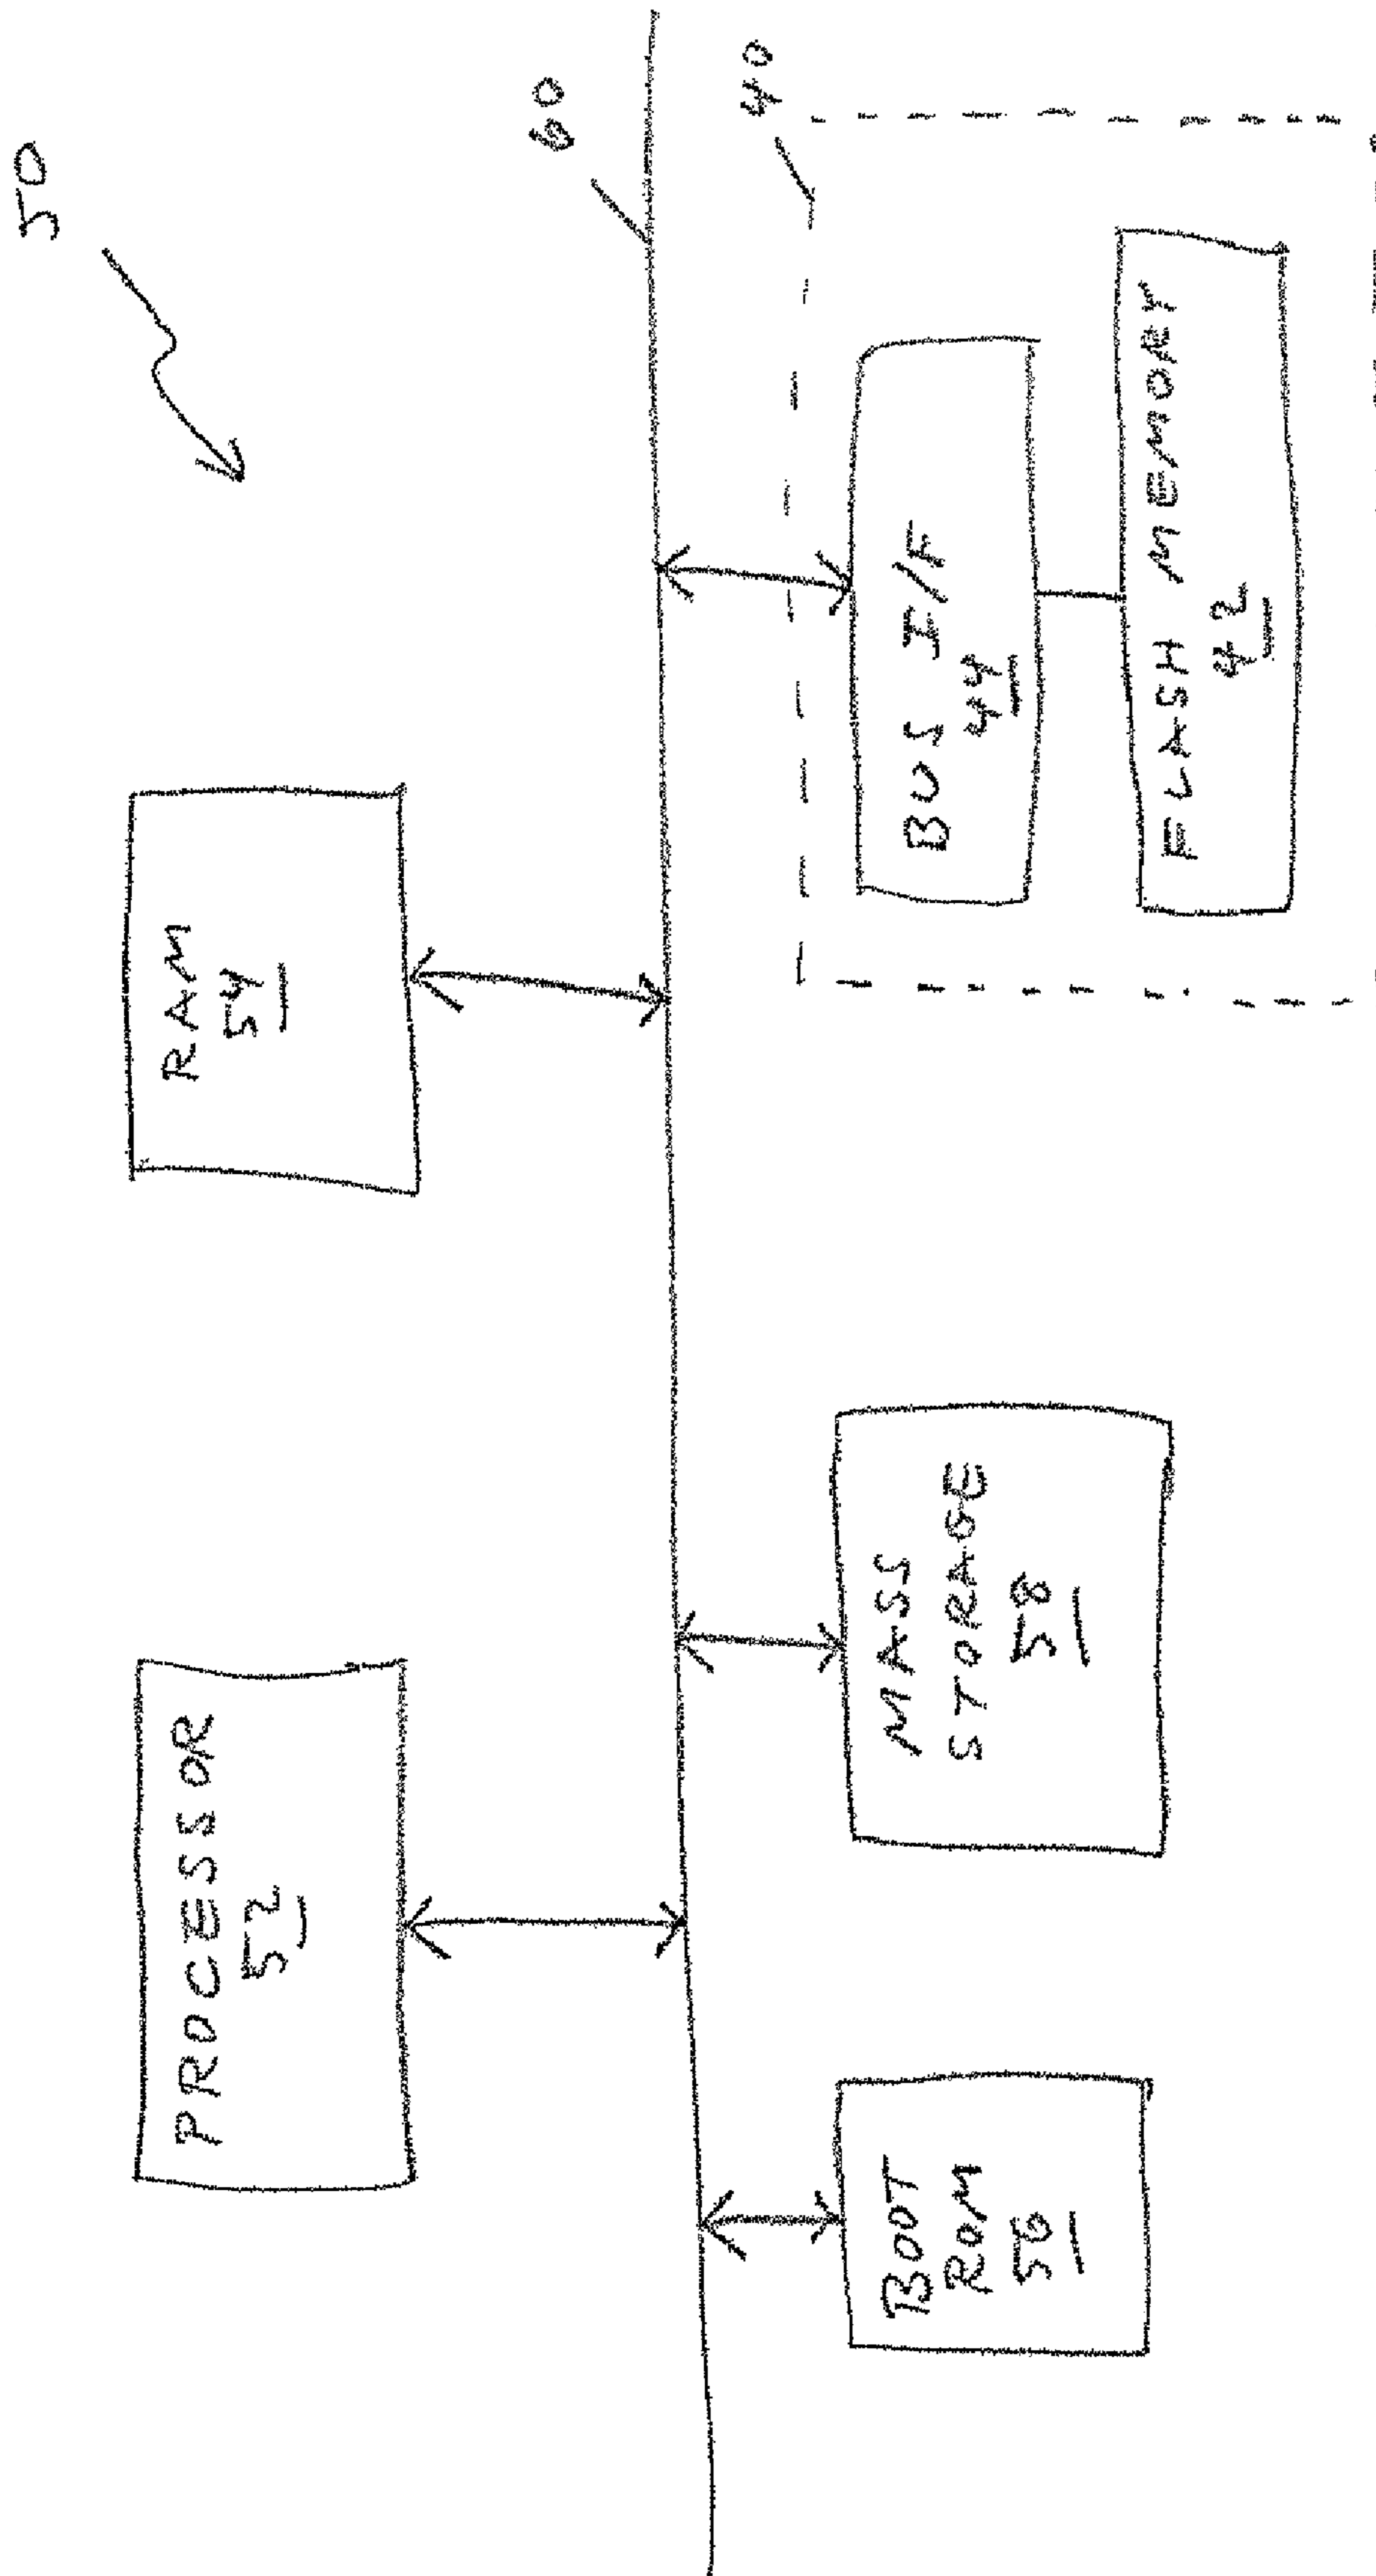 50
PROCESSOR
52
RAM
54
60
40
BOOT
ROM
56
MASS
STORAGE
58
BUS I/F
44
FLASH MEMORY
42